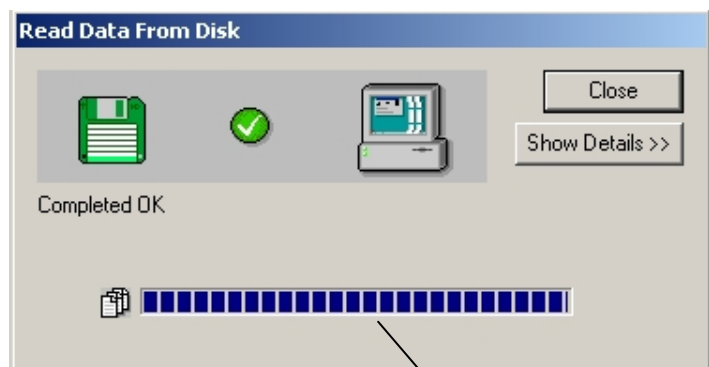 Read Data From Disk
Close
Show Details >>
Completed OK